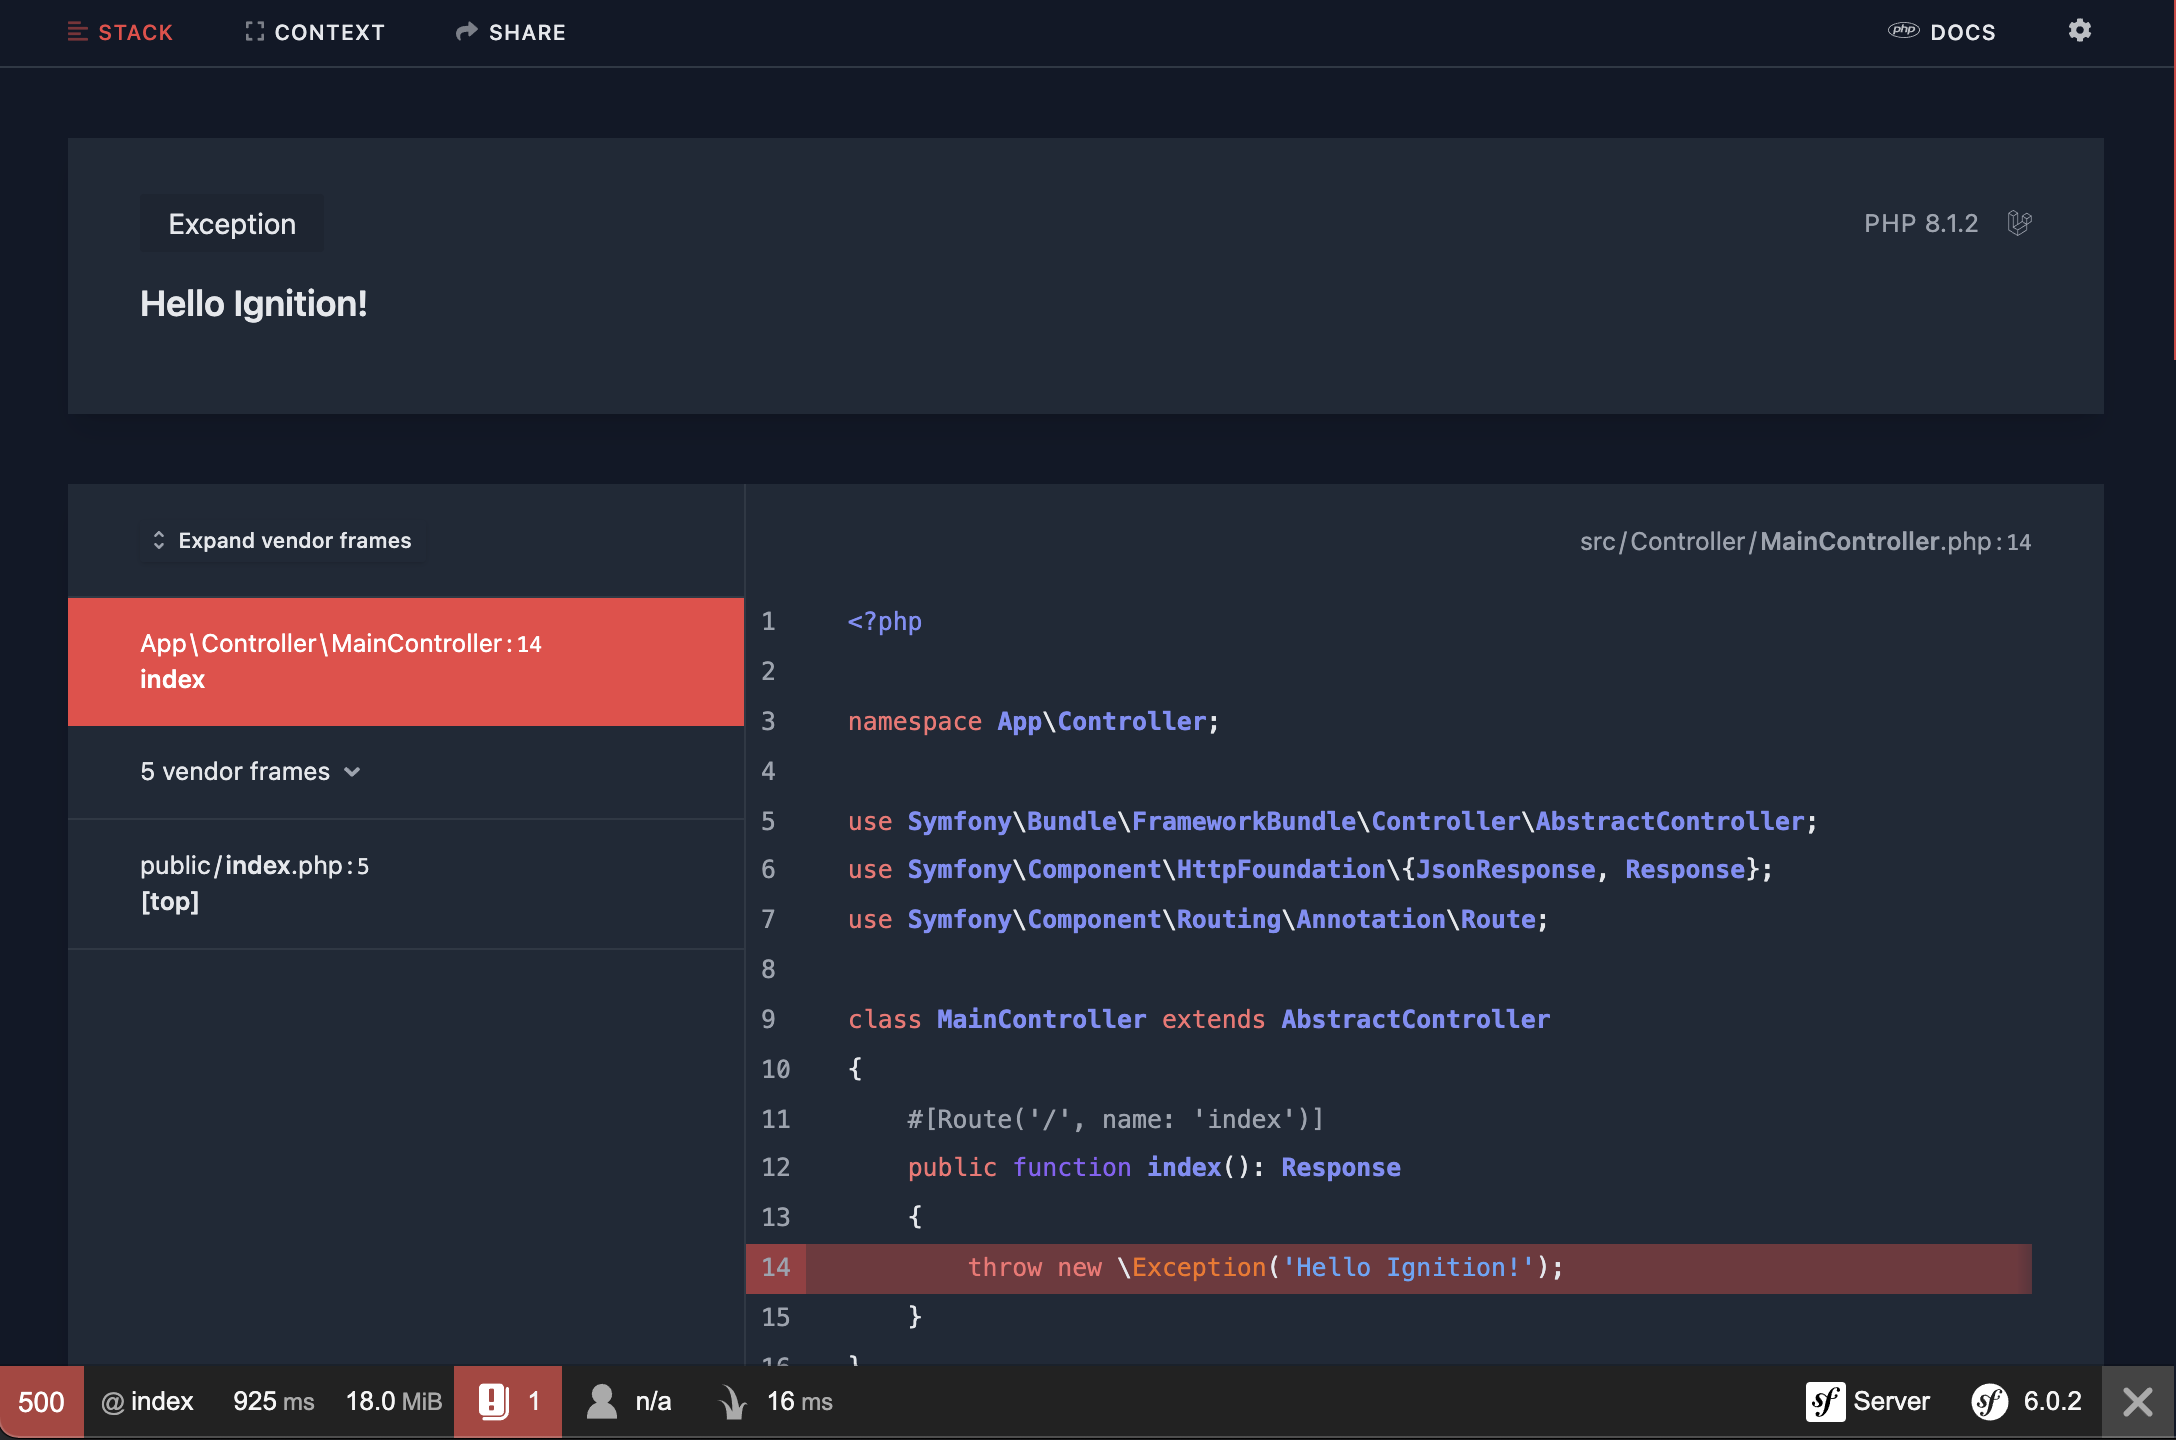 STACK CONTEXT SHARE php DOCS
Exception PHP 8.1.2
Hello Ignition!
Expand vendor frames
App\Controller\MainController:14
index
5 vendor frames
public/index.php:5
[top]
src/Controller/MainController.php:14
1 <?php
2
3 namespace App\Controller;
4
5 use Symfony\Bundle\FrameworkBundle\Controller\AbstractController;
6 use Symfony\Component\HttpFoundation\{JsonResponse, Response};
7 use Symfony\Component\Routing\Annotation\Route;
8
9 class MainController extends AbstractController
10 {
11     #[Route('/', name: 'index')]
12     public function index(): Response
13     {
14         throw new \Exception('Hello Ignition!');
15     }
16 }
500 @ index 925 ms 18.0 MiB 1 n/a 16 ms sf Server sf 6.0.2